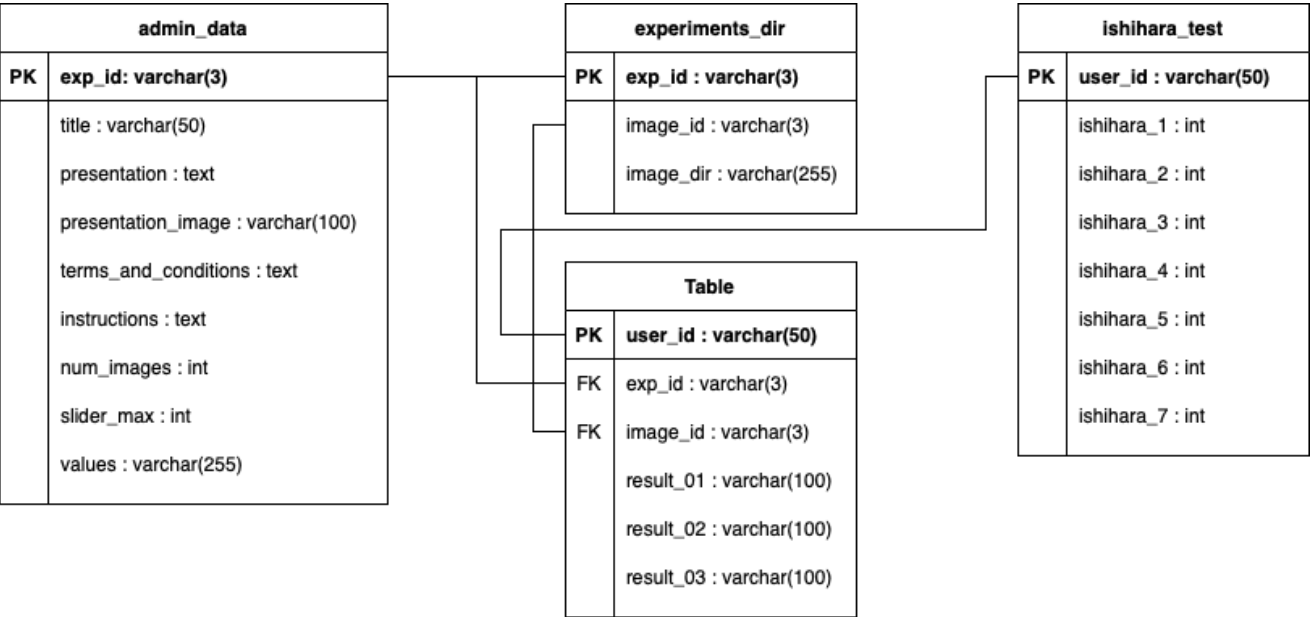 admin_data
PK exp_id: varchar(3)
title : varchar(50)
presentation : text
presentation_image : varchar(100)
terms_and_conditions : text
instructions : text
num_images : int
slider_max : int
values : varchar(255)
experiments_dir
PK exp_id : varchar(3)
image_id : varchar(3)
image_dir : varchar(255)
Table
PK user_id : varchar(50)
FK exp_id : varchar(3)
FK image_id : varchar(3)
result_01 : varchar(100)
result_02 : varchar(100)
result_03 : varchar(100)
ishihara_test
PK user_id : varchar(50)
ishihara_1 : int
ishihara_2 : int
ishihara_3 : int
ishihara_4 : int
ishihara_5 : int
ishihara_6 : int
ishihara_7 : int